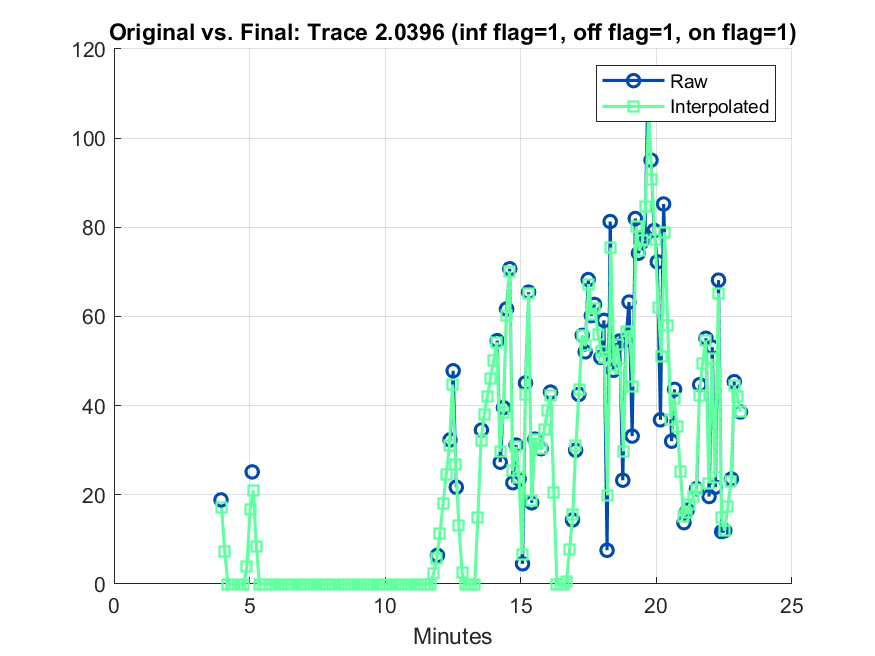 Original vs. Final: Trace 2.0396 (inf flag=1, off flag=1, on flag=1)
120
100
80
60
40
20
0
Raw
Interpolated
0 5 10 15 20 25
Minutes